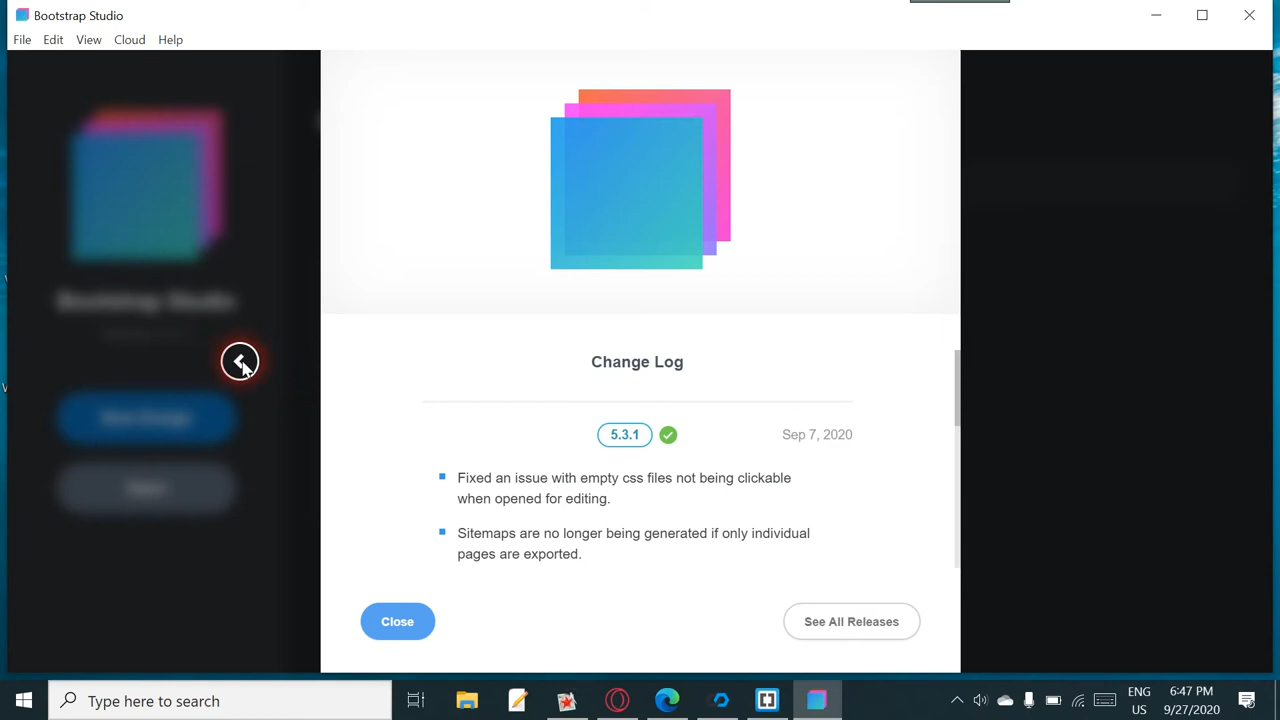 Bootstrap Studio
File Edit View Cloud Help
Bootstrap Studio
Change Log
5.3.1 Sep 7, 2020
Fixed an issue with empty css files not being clickable
when opened for editing.
Sitemaps are no longer being generated if only individual
pages are exported.
Close See All Releases
Type here to search
ENG
US
6:47 PM
9/27/2020